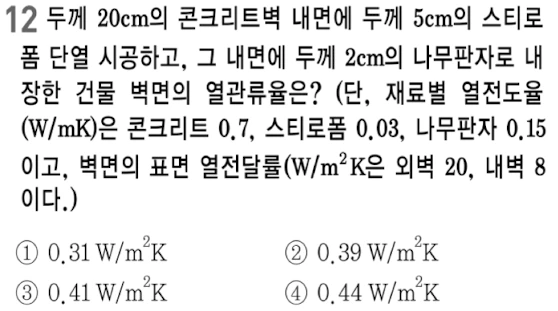 12 두께 20cm의 콘크리트벽 내면에 두께 5cm의 스티로
폼 단열 시공하고, 그 내면에 두께 2cm의 나무판자로 내
장한 건물 벽면의 열관류율은? (단, 재료별 열전도율
(W/mK)은 콘크리트 0.7, 스티로폼 0.03, 나무판자 0.15
이고, 벽면의 표면 열전달률(W/m²K은 외벽 20, 내벽 8
이다.)
① 0.31 W/m²K ② 0.39 W/m²K
③ 0.41 W/m²K ④ 0.44 W/m²K